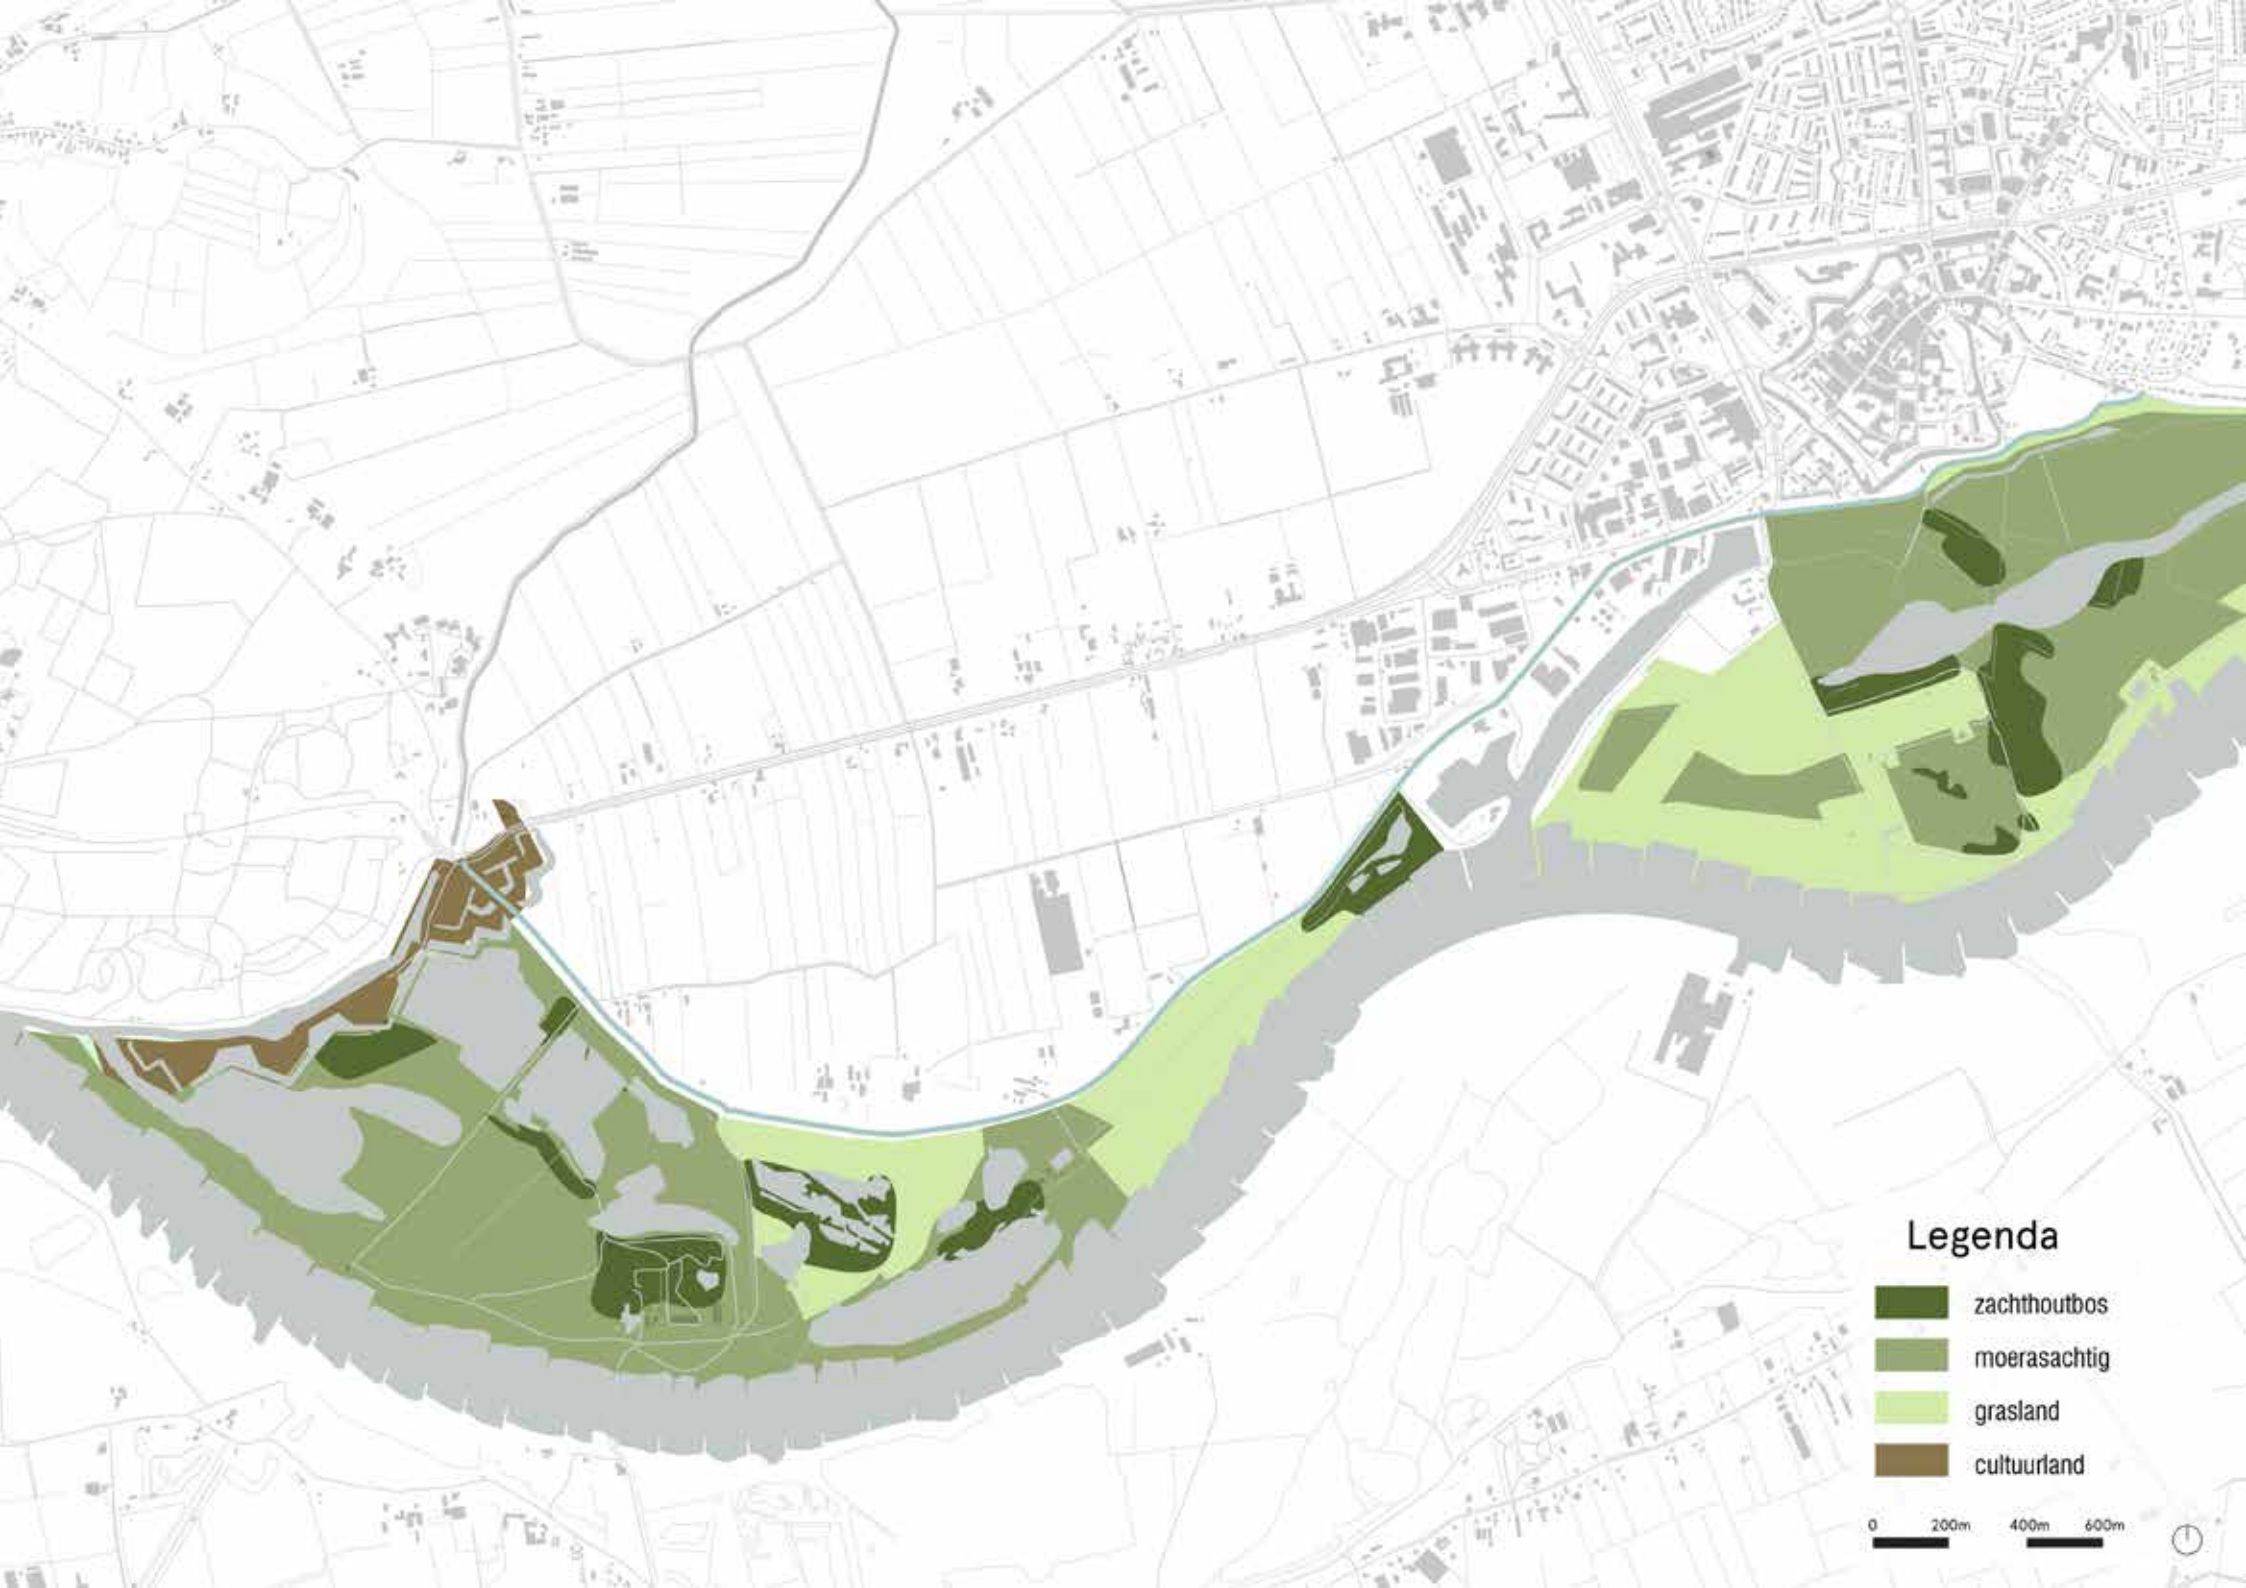 Legenda
zachthoutbos
moerasachtig
grasland
cultuurland
0 200m 400m 600m